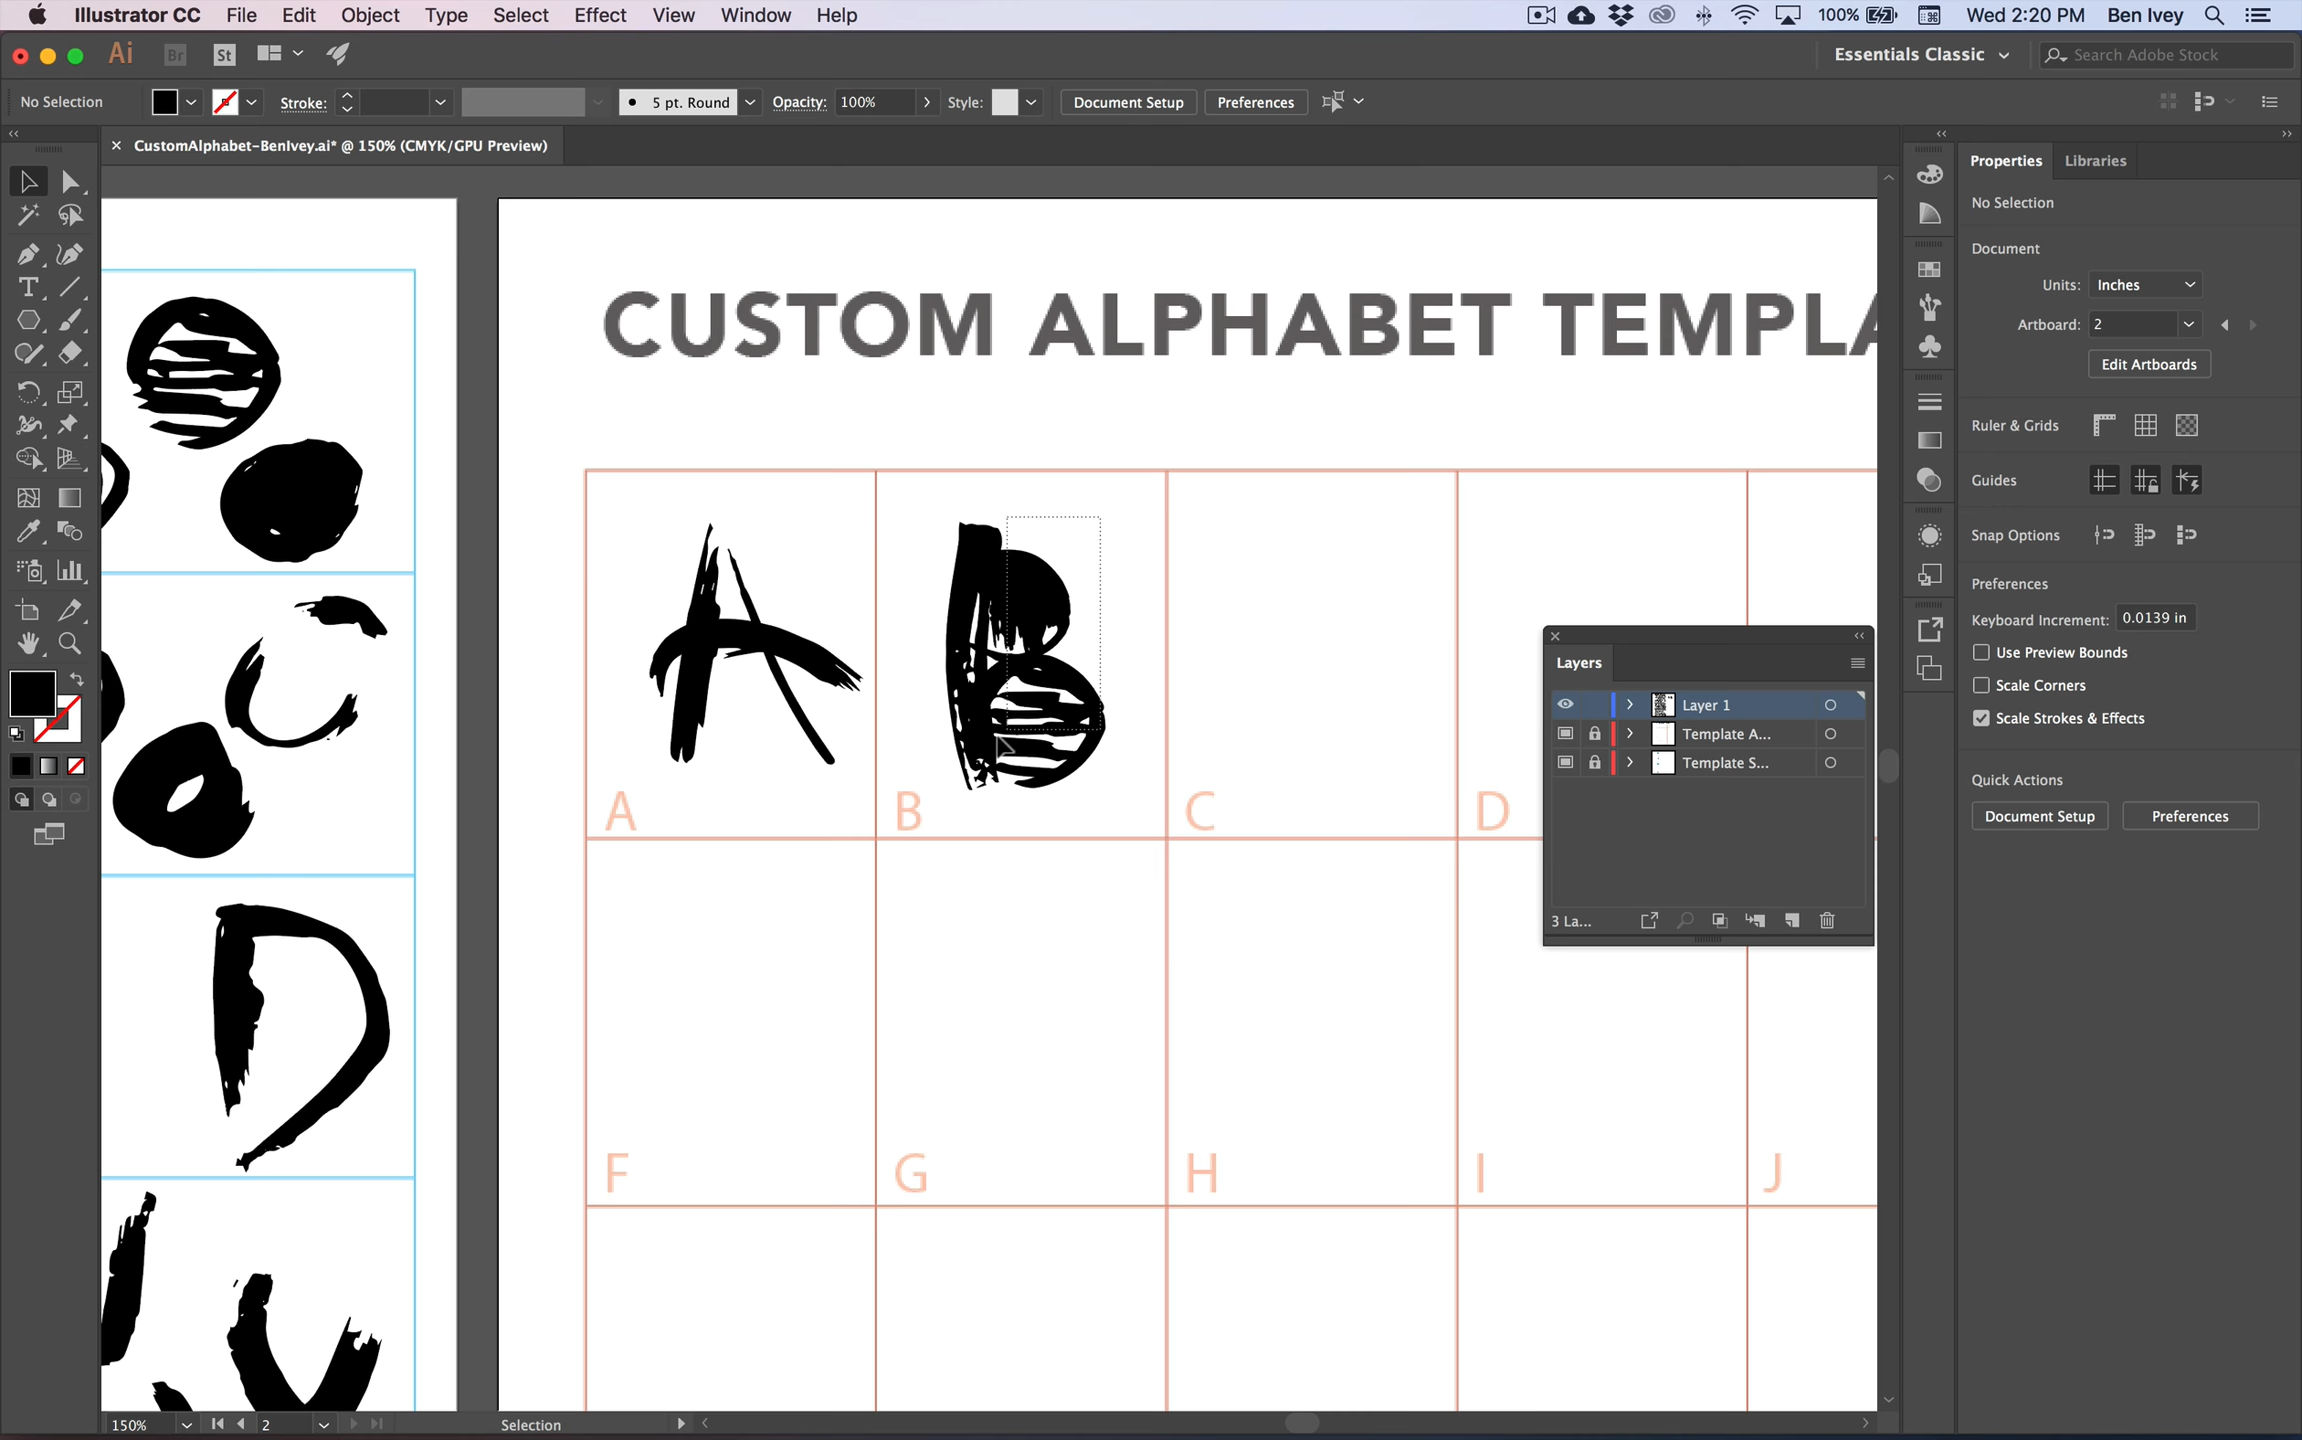 Illustrator CC File Edit Object Type Select Effect View Window Help 100% Wed 2:20 PM Ben Ivey
Ai Br St Essentials Classic Search Adobe Stock
No Selection Stroke: 5 pt. Round Opacity: 100% Style: Document Setup Preferences
CustomAlphabet-BenIvey.ai* @ 150% (CMYK/GPU Preview)
Properties Libraries
No Selection
Document
Units: Inches
Artboard: 2
Edit Artboards
Ruler & Grids
Guides
Snap Options
Preferences
Keyboard Increment: 0.0139 in
Use Preview Bounds
Scale Corners
Scale Strokes & Effects
Quick Actions
Document Setup Preferences
CUSTOM ALPHABET TEMPLA
A B
D
A B C D
F G H I J
Layers
Layer 1
Template A...
Template S...
3 La...
150% 2 Selection